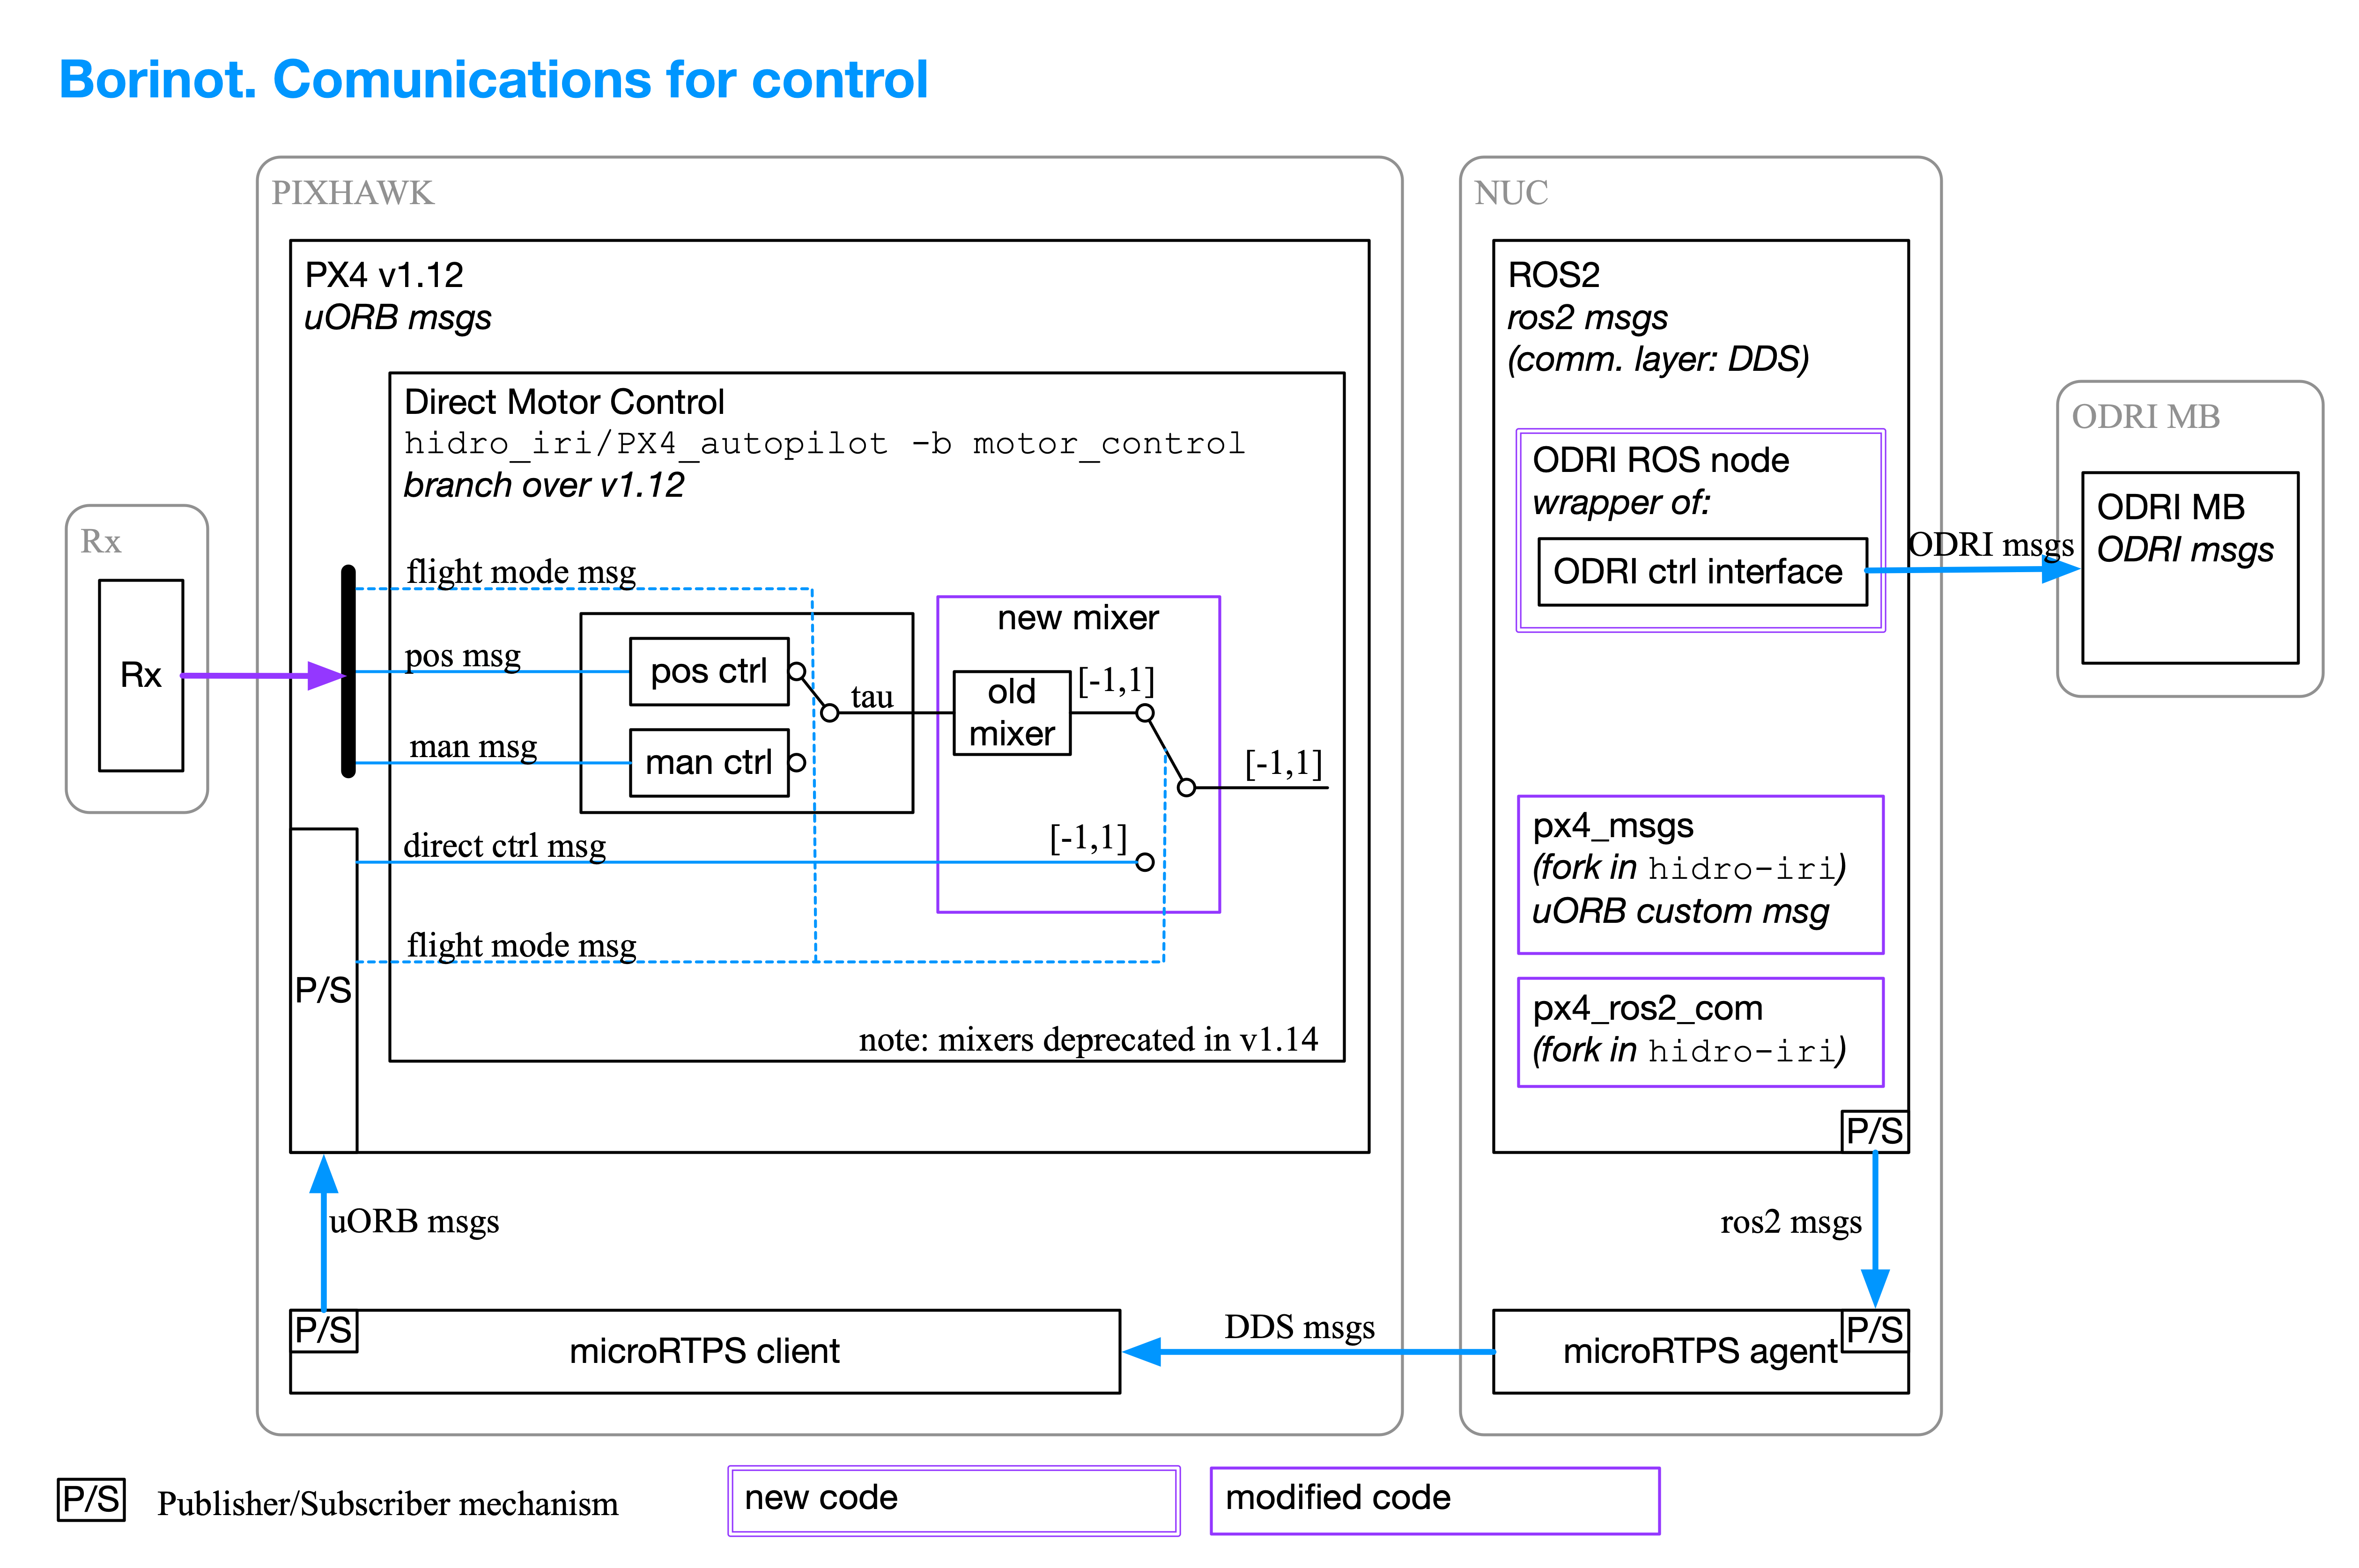 Borinot. Comunications for control
PIXHAWK
PX4 v1.12
uORB msgs
Direct Motor Control
hidro_iri/PX4_autopilot -b motor_control
branch over v1.12
Rx
Rx
flight mode msg
pos msg
man msg
direct ctrl msg
flight mode msg
pos ctrl
man ctrl
tau
new mixer
old
mixer
[-1,1]
[-1,1]
[-1,1]
note: mixers deprecated in v1.14
P/S
uORB msgs
P/S
microRTPS client
DDS msgs
NUC
ROS2
ros2 msgs
(comm. layer: DDS)
ODRI ROS node
wrapper of:
ODRI ctrl interface
ODRI msgs
ODRI MB
ODRI MB
ODRI msgs
px4_msgs
(fork in hidro-iri)
uORB custom msg
px4_ros2_com
(fork in hidro-iri)
P/S
ros2 msgs
P/S
microRTPS agent
P/S
Publisher/Subscriber mechanism
new code
modified code